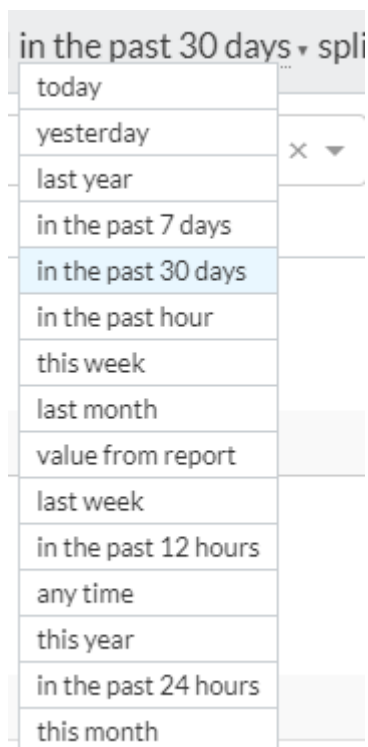 in the past 30 days ▾ spli
today
yesterday
last year
in the past 7 days
in the past 30 days
in the past hour
this week
last month
value from report
last week
in the past 12 hours
any time
this year
in the past 24 hours
this month